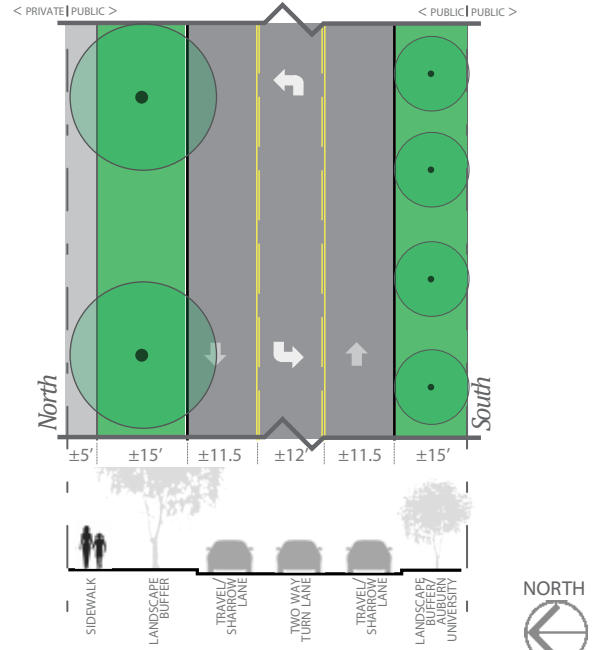 < PRIVATE | PUBLIC >
< PUBLIC | PUBLIC >
North
South
±5'
±15'
±11.5
±12'
±11.5
±15'
SIDEWALK
LANDSCAPE
BUFFER
TRAVEL/
SHARROW
LANE
TWO WAY
TURN LANE
TRAVEL/
SHARROW
LANE
LANDSCAPE
BUFFER/
AUBURN
UNIVERSITY
NORTH